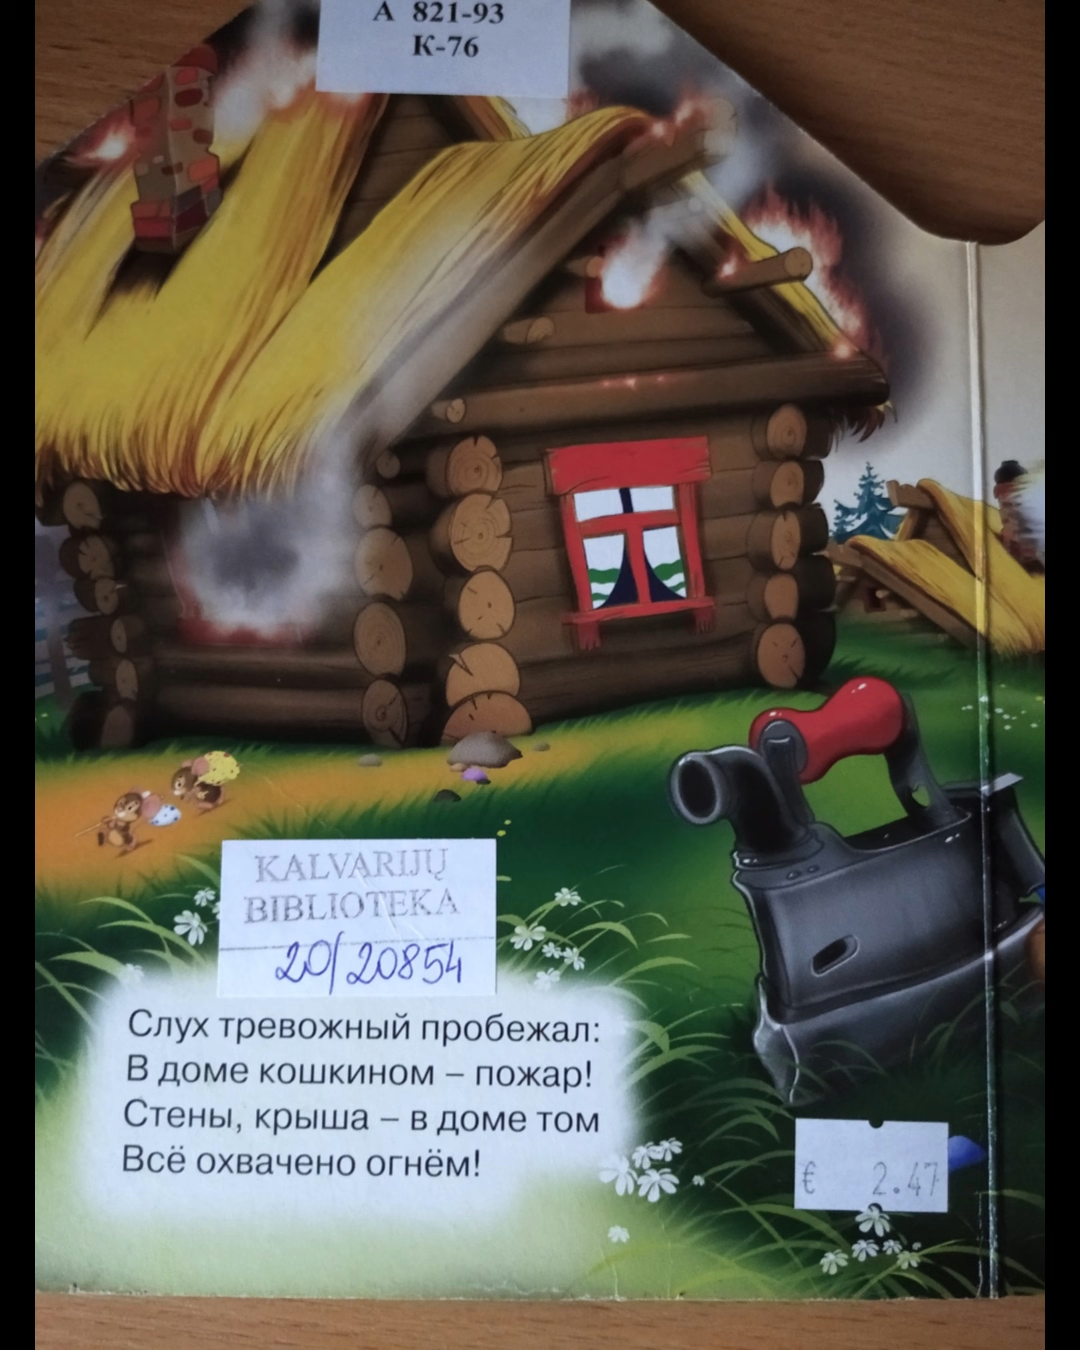 А 821-93
К-76
KALVARIJŲ
BIBLIOTEKA
20/20854
Слух тревожный пробежал:
В доме кошкином – пожар!
Стены, крыша – в доме том
Всё охвачено огнём!
€ 2.47